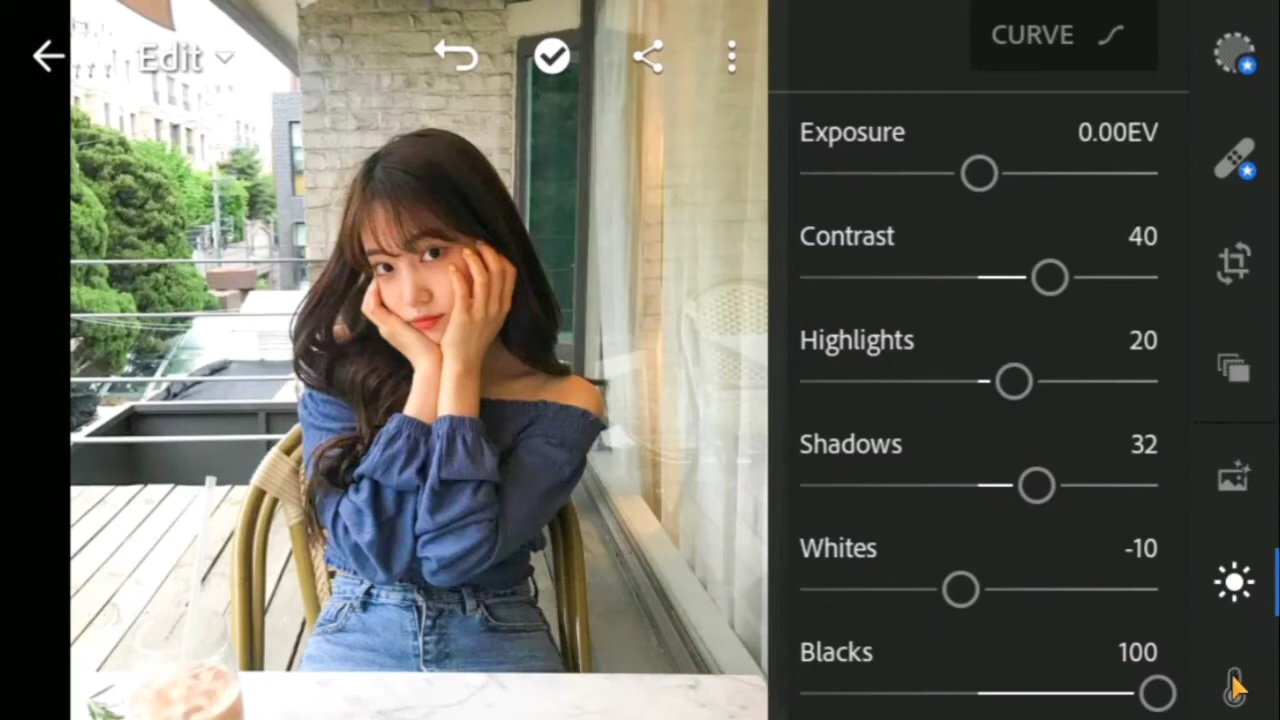 Edit
CURVE
Exposure 0.00EV
Contrast 40
Highlights 20
Shadows 32
Whites -10
Blacks 100